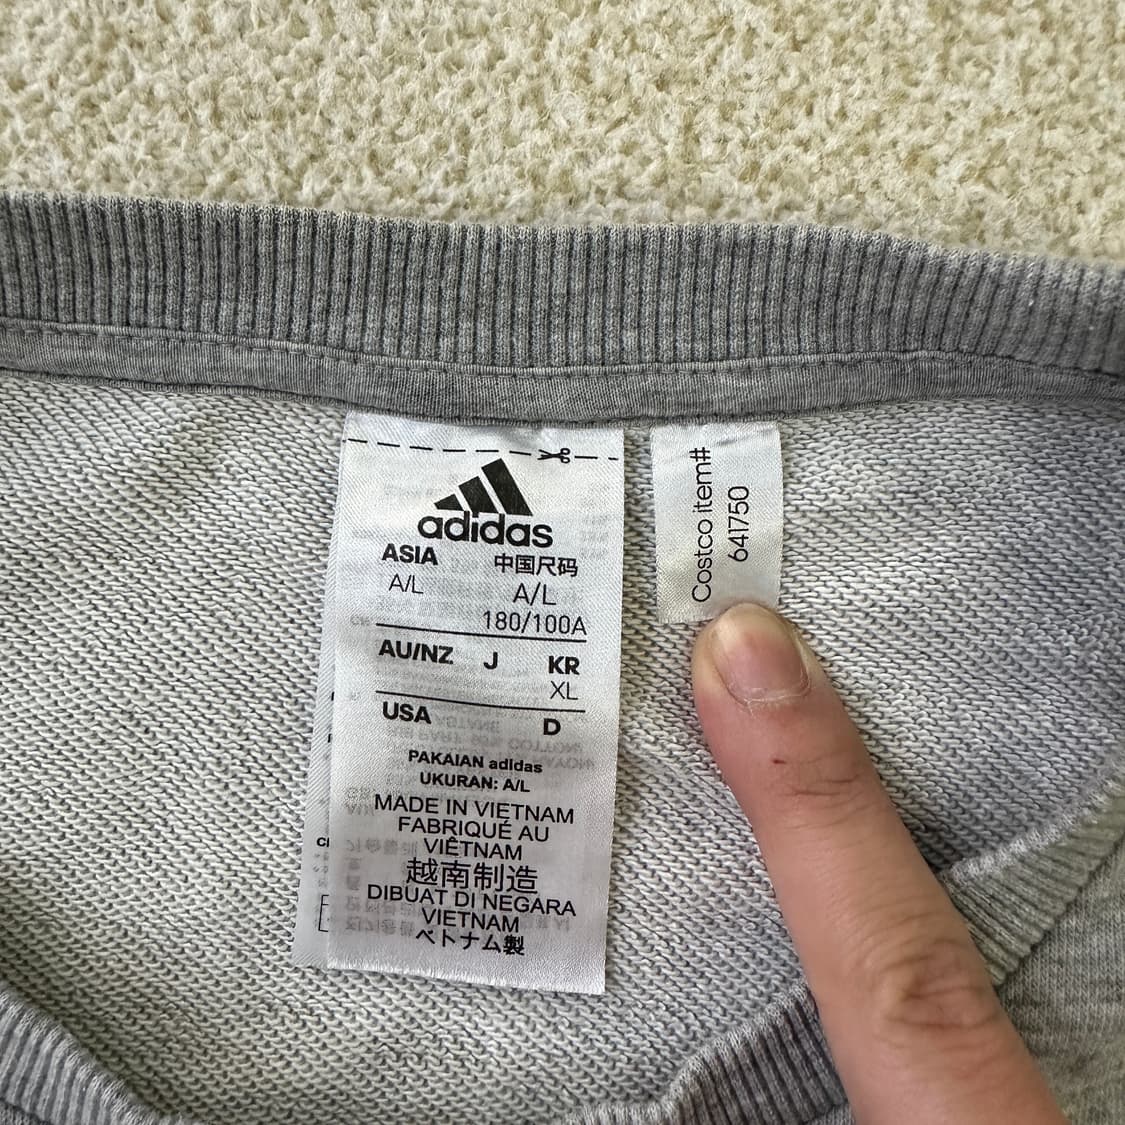 adidas
ASIA 中国尺码
A/L A/L
180/100A
AU/NZ J KR
XL
USA D
PAKAIAN adidas
UKURAN: A/L
MADE IN VIETNAM
FABRIQUÉ AU
VIÊTNAM
越南制造
DIBUAT DI NEGARA
VIETNAM
ベトナム製
Costco item#
641750